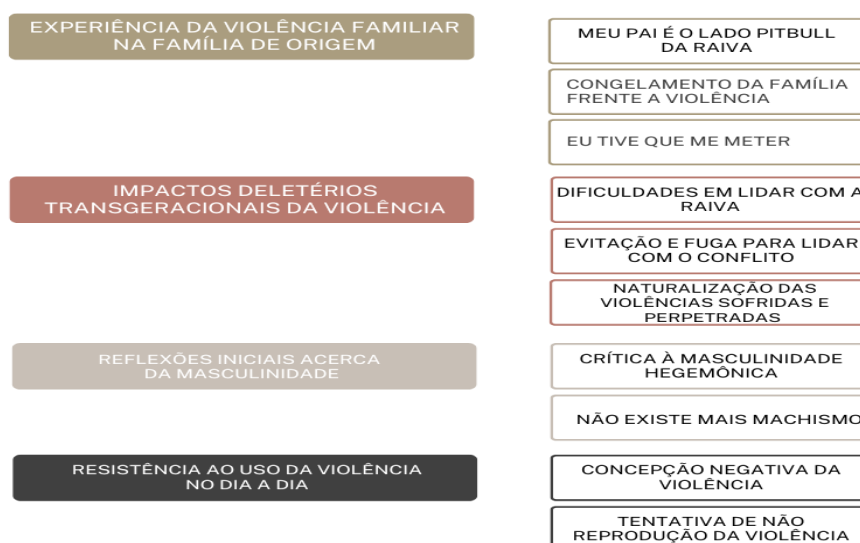 EXPERIÊNCIA DA VIOLÊNCIA FAMILIAR
NA FAMÍLIA DE ORIGEM
MEU PAI É O LADO PITBULL
DA RAIVA
CONGELAMENTO DA FAMÍLIA
FRENTE A VIOLÊNCIA
EU TIVE QUE ME METER
IMPACTOS DELETÉRIOS
TRANSGERACIONAIS DA VIOLÊNCIA
DIFICULDADES EM LIDAR COM A
RAIVA
EVITAÇÃO E FUGA PARA LIDAR
COM O CONFLITO
NATURALIZAÇÃO DAS
VIOLÊNCIAS SOFRIDAS E
PERPETRADAS
REFLEXÕES INICIAIS ACERCA
DA MASCULINIDADE
CRÍTICA À MASCULINIDADE
HEGEMÔNICA
NÃO EXISTE MAIS MACHISMO
RESISTÊNCIA AO USO DA VIOLÊNCIA
NO DIA A DIA
CONCEPÇÃO NEGATIVA DA
VIOLÊNCIA
TENTATIVA DE NÃO
REPRODUÇÃO DA VIOLÊNCIA